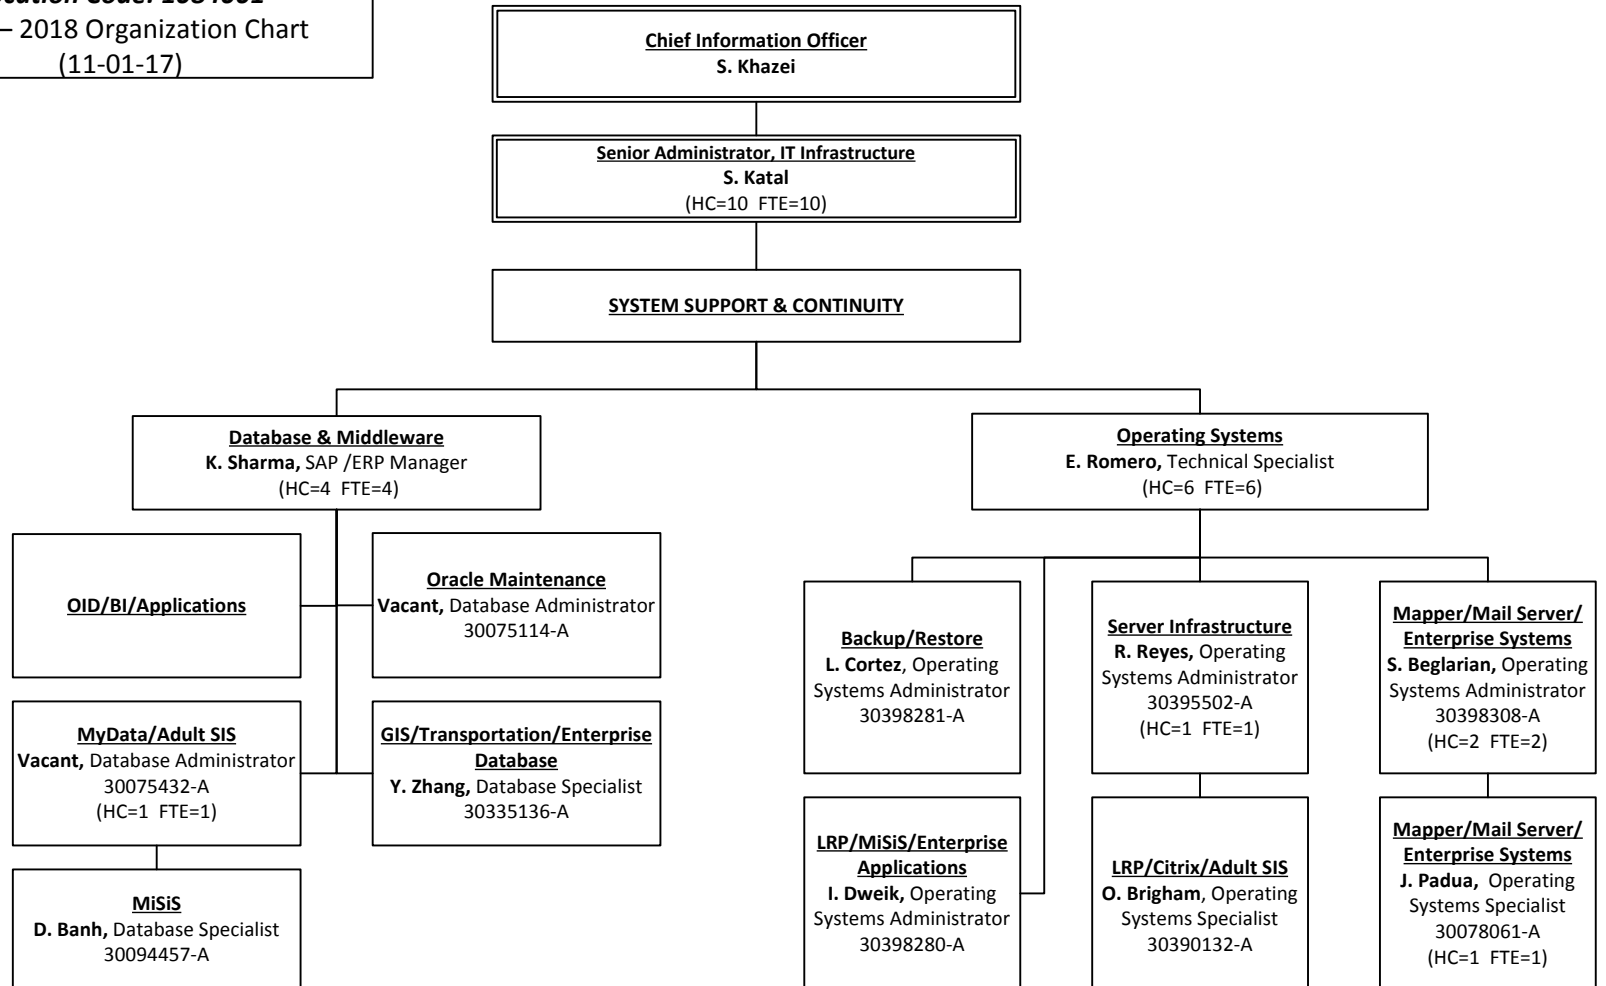 – 2018 Organization Chart
(11-01-17)
Chief Information Officer
S. Khazei
Senior Administrator, IT Infrastructure
S. Katal
(HC=10 FTE=10)
SYSTEM SUPPORT & CONTINUITY
Database & Middleware
K. Sharma, SAP /ERP Manager
(HC=4 FTE=4)
Operating Systems
E. Romero, Technical Specialist
(HC=6 FTE=6)
OID/BI/Applications
Oracle Maintenance
Vacant, Database Administrator
30075114-A
MyData/Adult SIS
Vacant, Database Administrator
30075432-A
(HC=1 FTE=1)
GIS/Transportation/Enterprise
Database
Y. Zhang, Database Specialist
30335136-A
MiSiS
D. Banh, Database Specialist
30094457-A
Backup/Restore
L. Cortez, Operating
Systems Administrator
30398281-A
Server Infrastructure
R. Reyes, Operating
Systems Administrator
30395502-A
(HC=1 FTE=1)
Mapper/Mail Server/
Enterprise Systems
S. Beglarian, Operating
Systems Administrator
30398308-A
(HC=2 FTE=2)
LRP/MiSiS/Enterprise
Applications
I. Dweik, Operating
Systems Administrator
30398280-A
LRP/Citrix/Adult SIS
O. Brigham, Operating
Systems Specialist
30390132-A
Mapper/Mail Server/
Enterprise Systems
J. Padua, Operating
Systems Specialist
30078061-A
(HC=1 FTE=1)